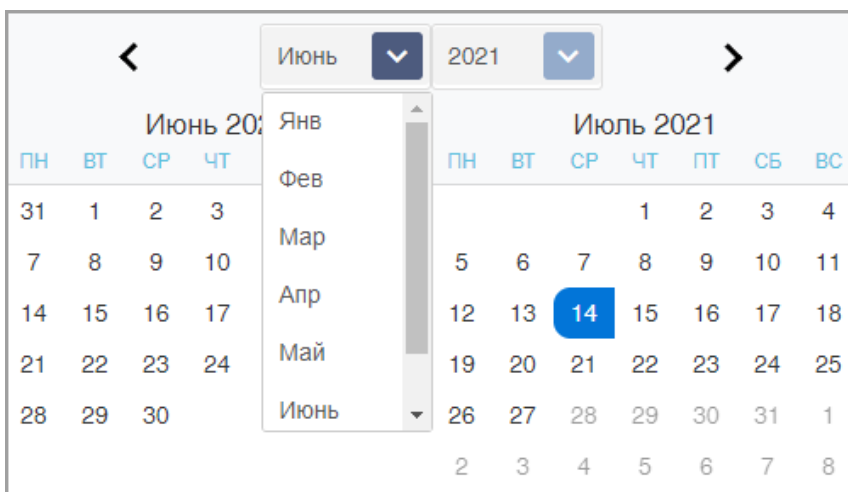 Июнь 2021
Янв
Фев
Мар
Апр
Май
Июнь
Июнь
ПН ВТ СР ЧТ
31 1 2 3
7 8 9 10
14 15 16 17
21 22 23 24
28 29 30
Июль 2021
ПН ВТ СР ЧТ ПТ СБ ВС
1 2 3 4
5 6 7 8 9 10 11
12 13 14 15 16 17 18
19 20 21 22 23 24 25
26 27 28 29 30 31 1
2 3 4 5 6 7 8